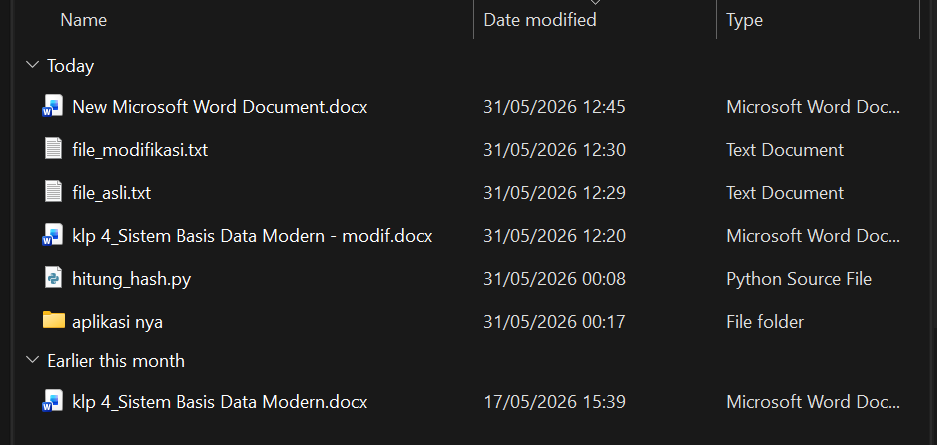 Name Date modified Type
Today
New Microsoft Word Document.docx 31/05/2026 12:45 Microsoft Word Doc...
file_modifikasi.txt 31/05/2026 12:30 Text Document
file_asli.txt 31/05/2026 12:29 Text Document
klp 4_Sistem Basis Data Modern - modif.docx 31/05/2026 12:20 Microsoft Word Doc...
hitung_hash.py 31/05/2026 00:08 Python Source File
aplikasi nya 31/05/2026 00:17 File folder
Earlier this month
klp 4_Sistem Basis Data Modern.docx 17/05/2026 15:39 Microsoft Word Doc...